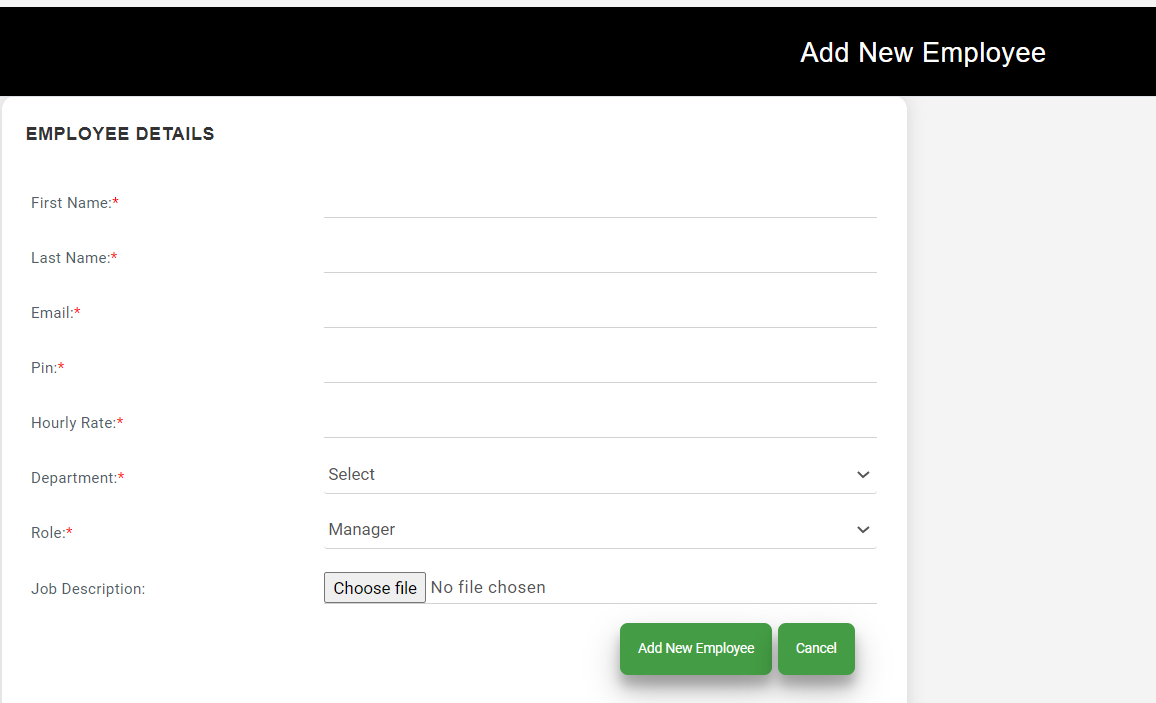 Add New Employee
EMPLOYEE DETAILS
First Name:*
Last Name:*
Email:*
Pin:*
Hourly Rate:*
Department:* Select
Role:* Manager
Job Description: Choose file No file chosen
Add New Employee Cancel